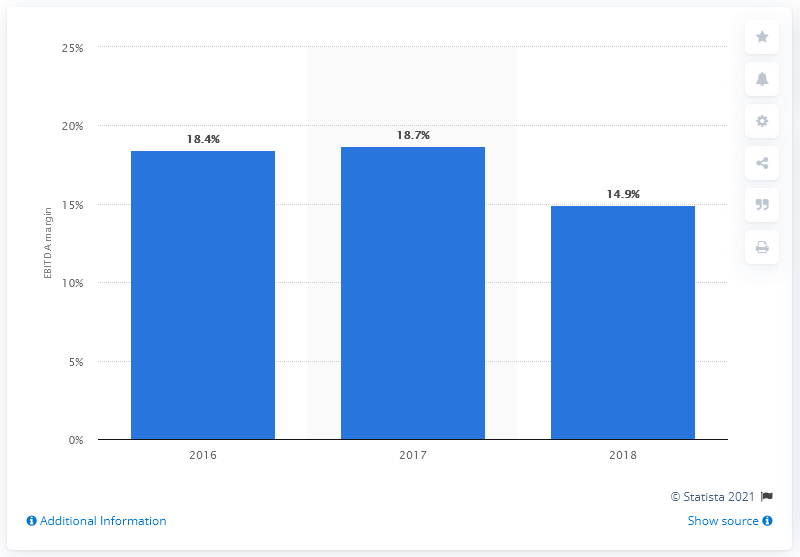 25%
20%
15%
10%
5%
0%
EBITDA margin
18.4%
18.7%
14.9%
2016 2017 2018
© Statista 2021
Additional Information
Show source